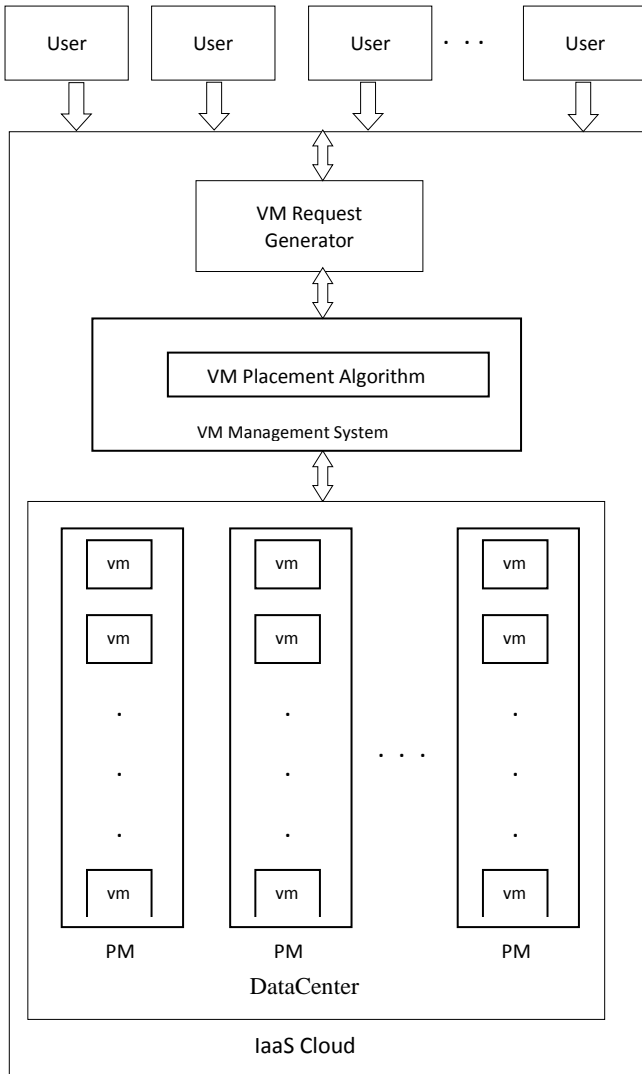 User User User . . . User
VM Request
Generator
VM Placement Algorithm
VM Management System
vm vm vm
vm vm vm
. . .
. . .
. . .
. . .
vm vm vm
PM PM PM
DataCenter
IaaS Cloud